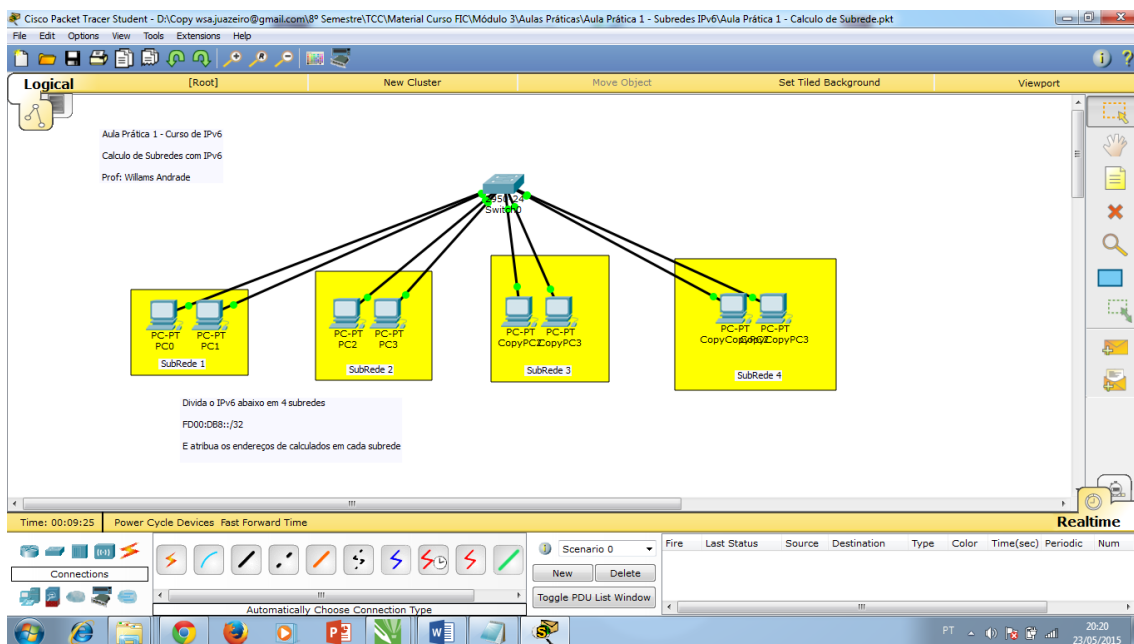 Cisco Packet Tracer Student - D:\Copy wsa.juazeiro@gmail.com\8º Semestre\TCC\Material Curso FIC\Módulo 3\Aulas Práticas\Aula Prática 1 - Subredes IPv6\Aula Prática 1 - Calculo de Subrede.pkt
File Edit Options View Tools Extensions Help
Logical [Root] New Cluster Move Object Set Tiled Background Viewport
Aula Prática 1 - Curso de IPv6
Calculo de Subredes com IPv6
Prof: Willams Andrade
2950-24
Switch0
PC-PT PC-PT PC-PT PC-PT PC-PT PC-PT PC-PT PC-PT
PC0 PC1 PC2 PC3 CopyPC2 CopyPC3 CopyCopyPC2 CopyPC3
SubRede 1 SubRede 2 SubRede 3 SubRede 4
Divida o IPv6 abaixo em 4 subredes
FD00:DB8::/32
E atribua os endereços de calculados em cada subrede
Time: 00:09:25 Power Cycle Devices Fast Forward Time Realtime
Scenario 0
Fire Last Status Source Destination Type Color Time(sec) Periodic Num
Connections
New Delete
Toggle PDU List Window
Automatically Choose Connection Type
PT 20:20
23/05/2015